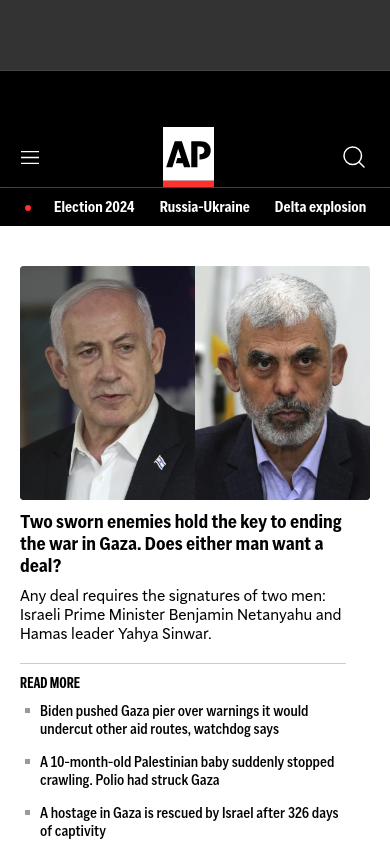 AP
Election 2024 Russia-Ukraine Delta explosion
Two sworn enemies hold the key to ending
the war in Gaza. Does either man want a
deal?
Any deal requires the signatures of two men:
Israeli Prime Minister Benjamin Netanyahu and
Hamas leader Yahya Sinwar.
READ MORE
Biden pushed Gaza pier over warnings it would
undercut other aid routes, watchdog says
A 10-month-old Palestinian baby suddenly stopped
crawling. Polio had struck Gaza
A hostage in Gaza is rescued by Israel after 326 days
of captivity